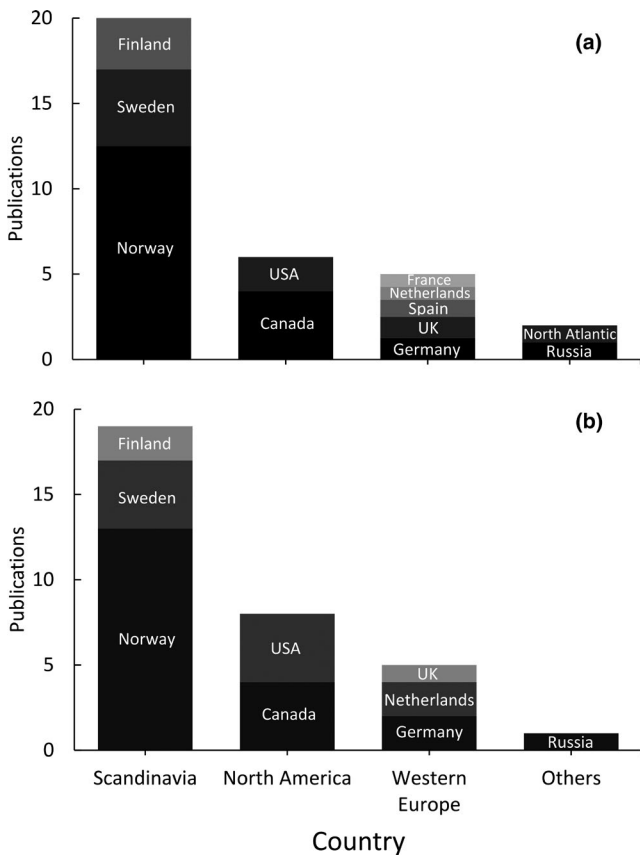 20
(a)
Finland
15
Sweden
Publications
10
Norway
5
USA
France
Netherlands
Spain
Canada
UK
North Atlantic
Germany
Russia
0
20
(b)
Finland
15
Sweden
Publications
10
Norway
USA
5
UK
Netherlands
Canada
Germany
Russia
0
Scandinavia
North America
Western
Europe
Others
Country